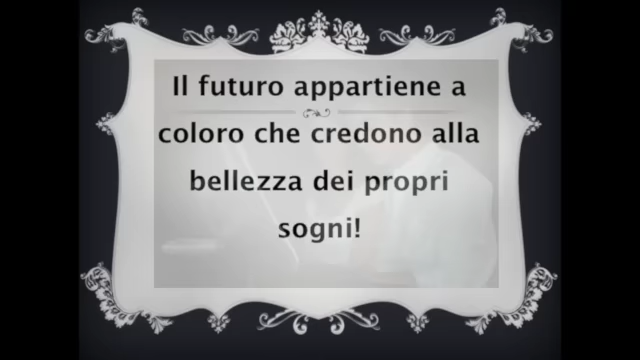 Il futuro appartiene a
coloro che credono alla
bellezza dei propri
sogni!